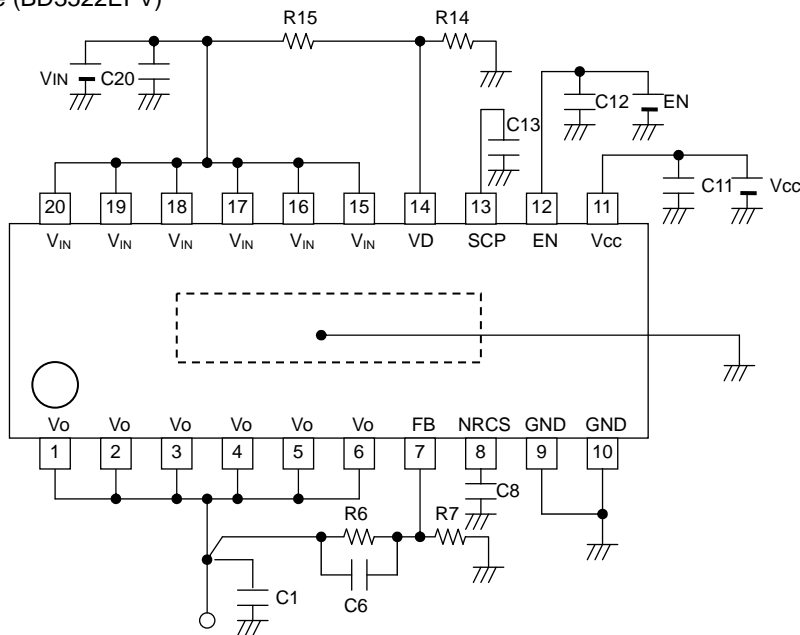 e (BD3522EFV)
R15
R14
VIN
C20
C13
C12
EN
C11
Vcc
20
19
18
17
16
15
14
13
12
11
VIN
VIN
VIN
VIN
VIN
VIN
VD
SCP
EN
Vcc
Vo
Vo
Vo
Vo
Vo
Vo
FB
NRCS
GND
GND
1
2
3
4
5
6
7
8
9
10
C8
R6
R7
C6
C1